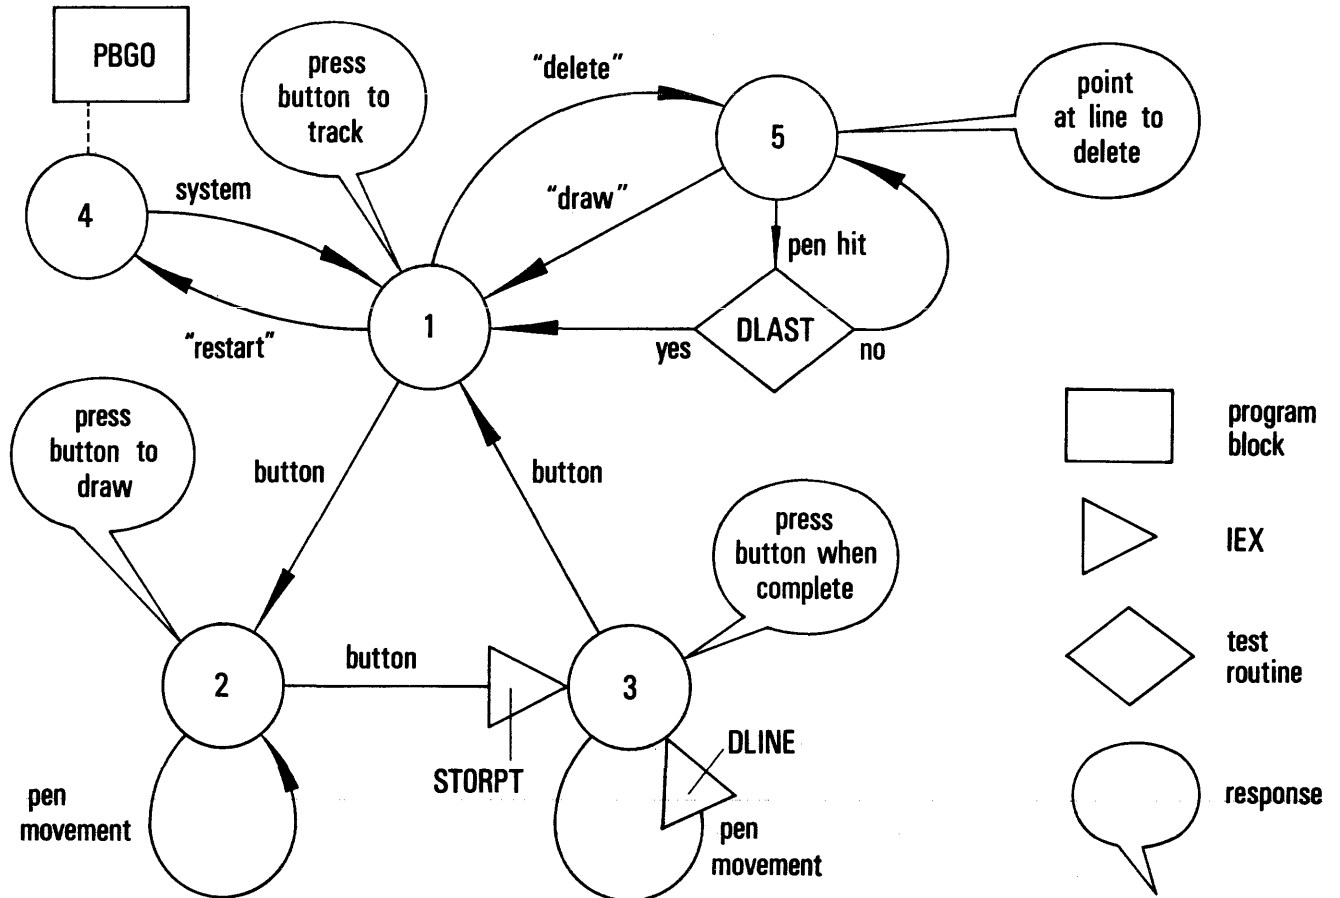 PBGO
press
button to
track
"delete"
point
at line to
delete
5
4
system
"draw"
pen hit
1
"restart"
DLAST
yes
no
press
button to
draw
button
button
program
block
press
button when
complete
IEX
2
button
3
test
routine
STORPT
DLINE
pen
movement
pen
movement
response